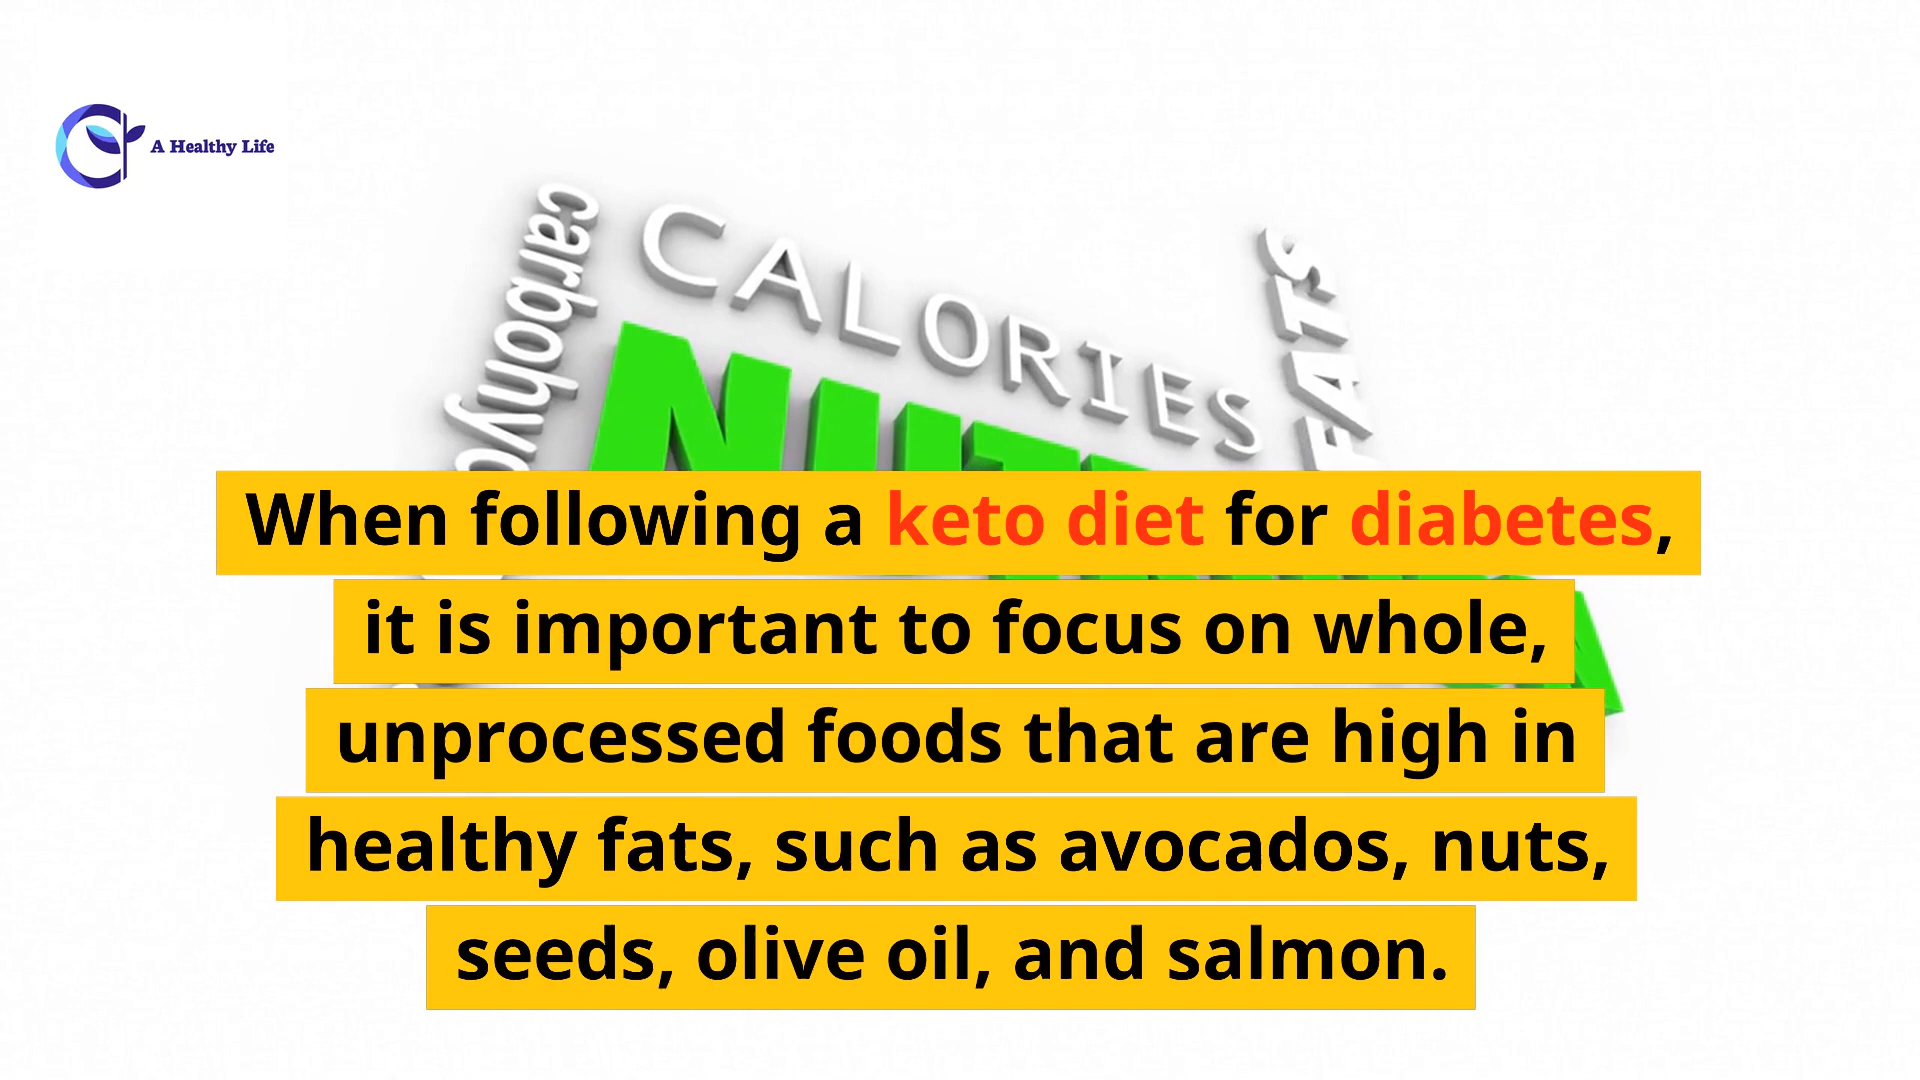 A Healthy Life
CALORIES
FATS
When following a keto diet for diabetes,
it is important to focus on whole,
unprocessed foods that are high in
healthy fats, such as avocados, nuts,
seeds, olive oil, and salmon.